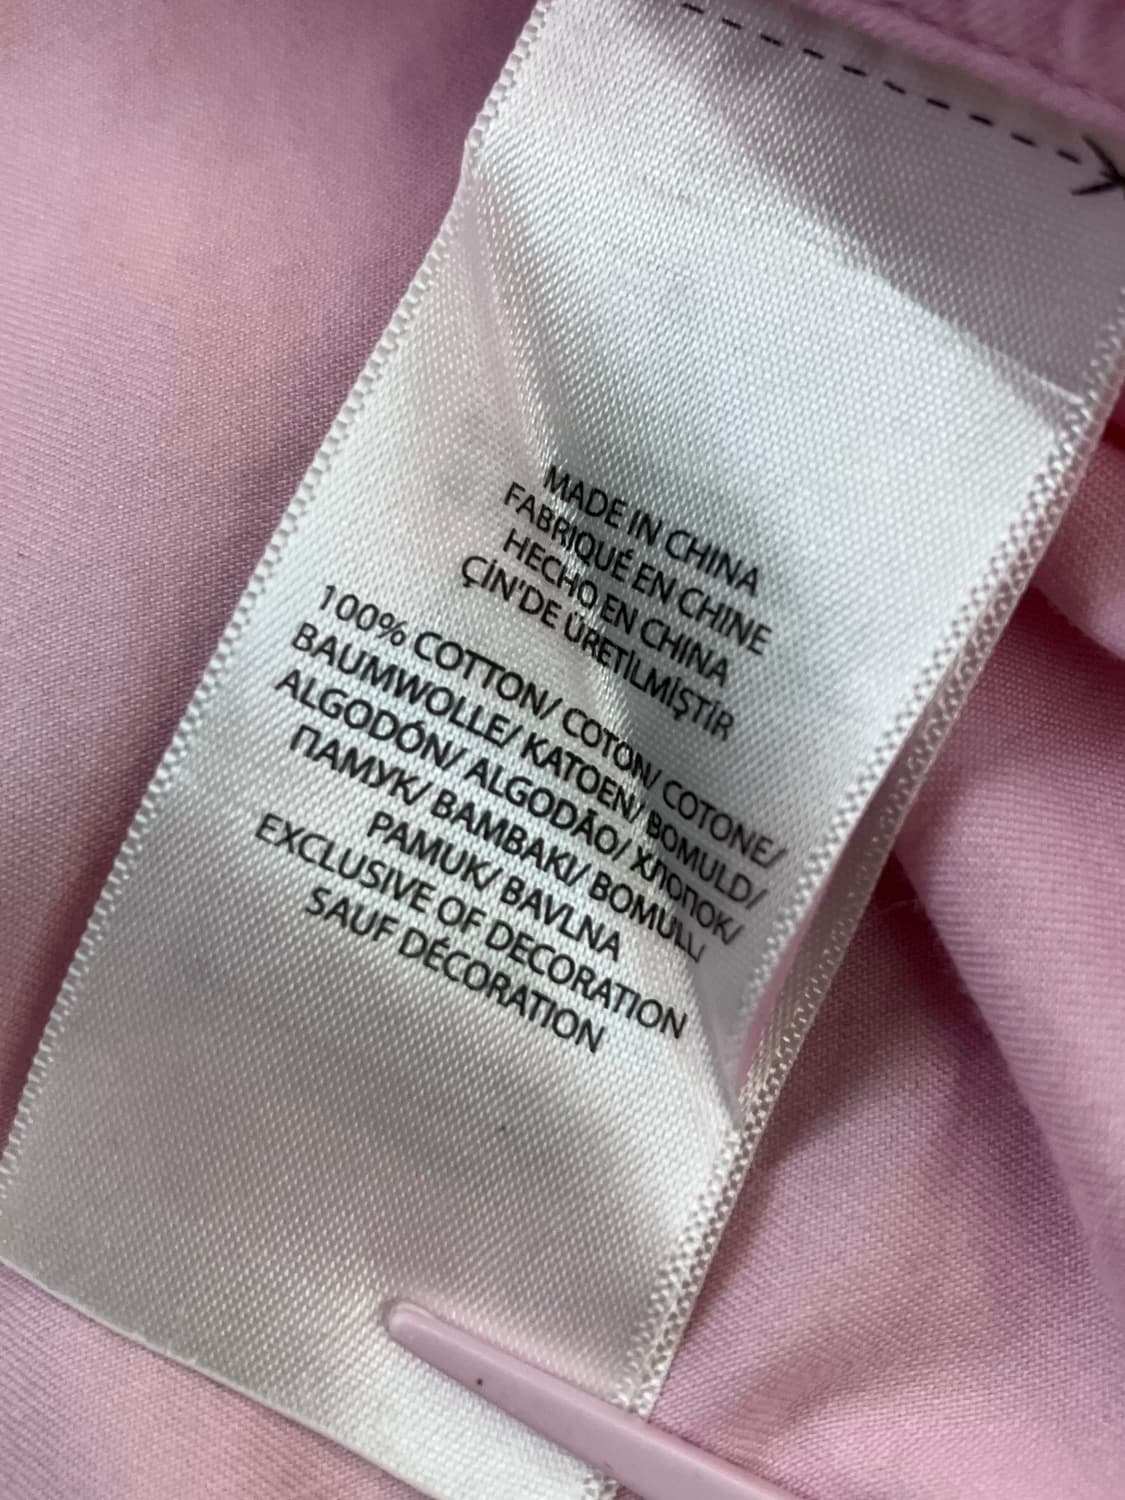 MADE IN CHINA
FABRIQUÉ EN CHINE
HECHO EN CHINA
ÇİN'DE ÜRETİLMİŞTİR
100% COTTON/ COTON/ COTONE/
BAUMWOLLE/ KATOEN/ BOMULD/
ALGODÓN/ ALGODÃO/ ХЛОПОК/
ПАМУК/ BAMBAKI/ BOMULL/
PAMUK/ BAVLNA
EXCLUSIVE OF DECORATION
SAUF DÉCORATION